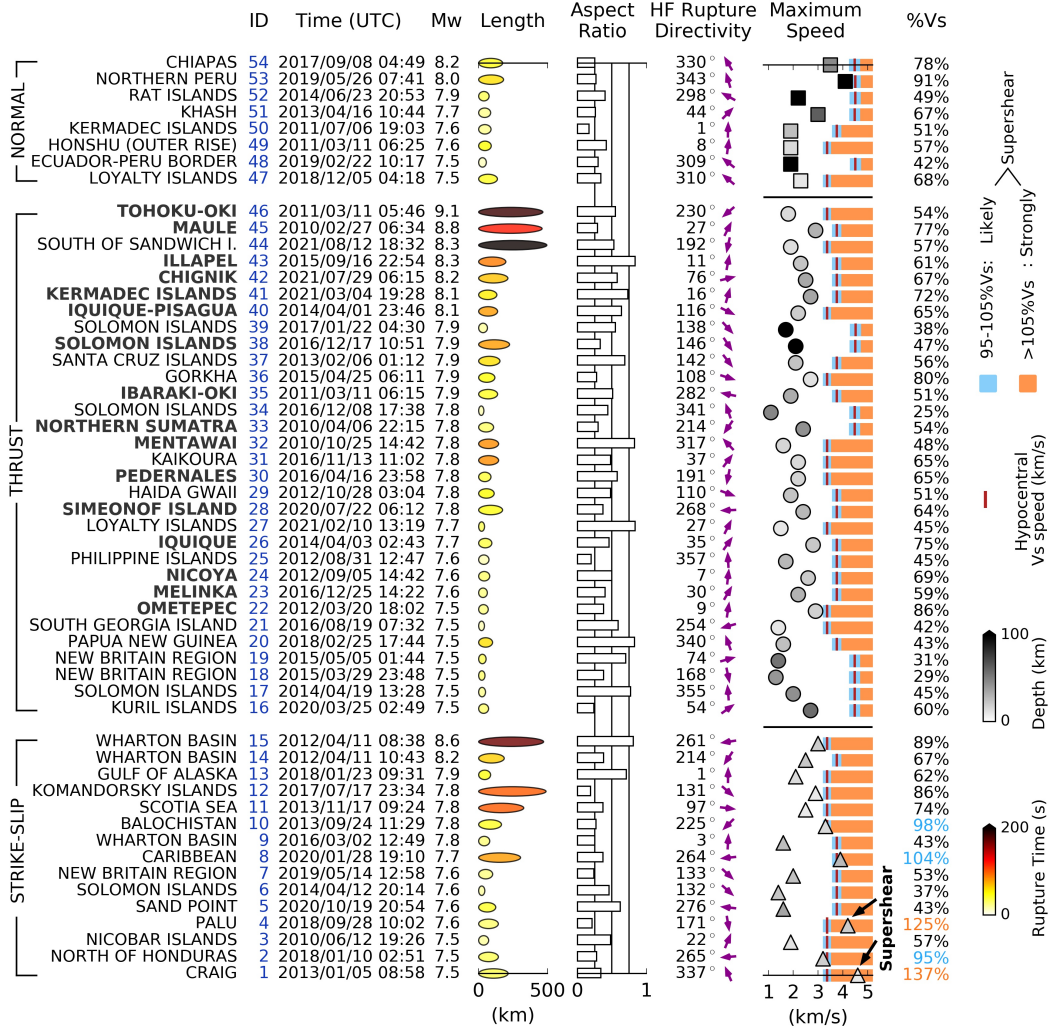 ID Time (UTC) Mw Length Aspect Ratio HF Rupture Directivity Maximum Speed %Vs
NORMAL
CHIAPAS 54 2017/09/08 04:49 8.2 330° 78%
NORTHERN PERU 53 2019/05/26 07:41 8.0 343° 91%
RAT ISLANDS 52 2014/06/23 20:53 7.9 298° 49%
KHASH 51 2013/04/16 10:44 7.7 44° 67%
KERMADEC ISLANDS 50 2011/07/06 19:03 7.6 1° 51%
HONSHU (OUTER RISE) 49 2011/03/11 06:25 7.6 8° 57%
ECUADOR-PERU BORDER 48 2019/02/22 10:17 7.5 309° 42%
LOYALTY ISLANDS 47 2018/12/05 04:18 7.5 310° 68%
THRUST
TOHOKU-OKI 46 2011/03/11 05:46 9.1 230° 54%
MAULE 45 2010/02/27 06:34 8.8 27° 77%
SOUTH OF SANDWICH I. 44 2021/08/12 18:32 8.3 192° 57%
ILLAPEL 43 2015/09/16 22:54 8.3 11° 61%
CHIGNIK 42 2021/07/29 06:15 8.2 76° 67%
KERMADEC ISLANDS 41 2021/03/04 19:28 8.1 16° 72%
IQUIQUE-PISAGUA 40 2014/04/01 23:46 8.1 116° 65%
SOLOMON ISLANDS 39 2017/01/22 04:30 7.9 138° 38%
SOLOMON ISLANDS 38 2016/12/17 10:51 7.9 146° 47%
SANTA CRUZ ISLANDS 37 2013/02/06 01:12 7.9 142° 56%
GORKHA 36 2015/04/25 06:11 7.9 108° 80%
IBARAKI-OKI 35 2011/03/11 06:15 7.9 282° 51%
SOLOMON ISLANDS 34 2016/12/08 17:38 7.8 341° 25%
NORTHERN SUMATRA 33 2010/04/06 22:15 7.8 214° 54%
MENTAWAI 32 2010/10/25 14:42 7.8 317° 48%
KAIKOURA 31 2016/11/13 11:02 7.8 37° 65%
PEDERNALES 30 2016/04/16 23:58 7.8 191° 65%
HAIDA GWAII 29 2012/10/28 03:04 7.8 110° 51%
SIMEONOF ISLAND 28 2020/07/22 06:12 7.8 268° 64%
LOYALTY ISLANDS 27 2021/02/10 13:19 7.7 27° 45%
IQUIQUE 26 2014/04/03 02:43 7.7 35° 75%
PHILIPPINE ISLANDS 25 2012/08/31 12:47 7.6 357° 45%
NICOYA 24 2012/09/05 14:42 7.6 7° 69%
MELINKA 23 2016/12/25 14:22 7.6 30° 59%
OMETEPEC 22 2012/03/20 18:02 7.5 9° 86%
SOUTH GEORGIA ISLAND 21 2016/08/19 07:32 7.5 254° 42%
PAPUA NEW GUINEA 20 2018/02/25 17:44 7.5 340° 43%
NEW BRITAIN REGION 19 2015/05/05 01:44 7.5 74° 31%
NEW BRITAIN REGION 18 2015/03/29 23:48 7.5 168° 29%
SOLOMON ISLANDS 17 2014/04/19 13:28 7.5 355° 45%
KURIL ISLANDS 16 2020/03/25 02:49 7.5 54° 60%
STRIKE-SLIP
WHARTON BASIN 15 2012/04/11 08:38 8.6 261° 89%
WHARTON BASIN 14 2012/04/11 10:43 8.2 214° 67%
GULF OF ALASKA 13 2018/01/23 09:31 7.9 1° 62%
KOMANDORSKY ISLANDS 12 2017/07/17 23:34 7.8 131° 86%
SCOTIA SEA 11 2013/11/17 09:24 7.8 97° 74%
BALOCHISTAN 10 2013/09/24 11:29 7.8 225° 98%
WHARTON BASIN 9 2016/03/02 12:49 7.8 3° 43%
CARIBBEAN 8 2020/01/28 19:10 7.7 264° 104%
NEW BRITAIN REGION 7 2019/05/14 12:58 7.6 133° 53%
SOLOMON ISLANDS 6 2014/04/12 20:14 7.6 132° 37%
SAND POINT 5 2020/10/19 20:54 7.6 276° 43%
PALU 4 2018/09/28 10:02 7.6 171° 125%
NICOBAR ISLANDS 3 2010/06/12 19:26 7.5 22° 57%
NORTH OF HONDURAS 2 2018/01/10 02:51 7.5 265° 95%
CRAIG 1 2013/01/05 08:58 7.5 337° 137%
Supershear
0 500 0 1 1 2 3 4 5
(km) (km/s)
95-105%Vs: Likely
>105%Vs : Strongly
Supershear
Hypocentral
Vs speed (km/s)
100
0
Depth (km)
200
0
Rupture Time (s)